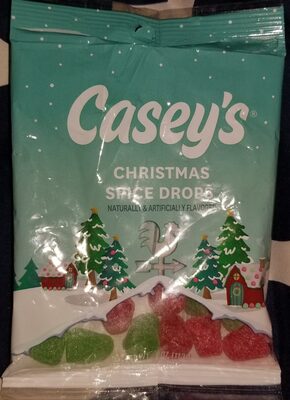 Casey's®
CHRISTMAS
SPICE DROPS
NATURALLY & ARTIFICIALLY FLAVORED